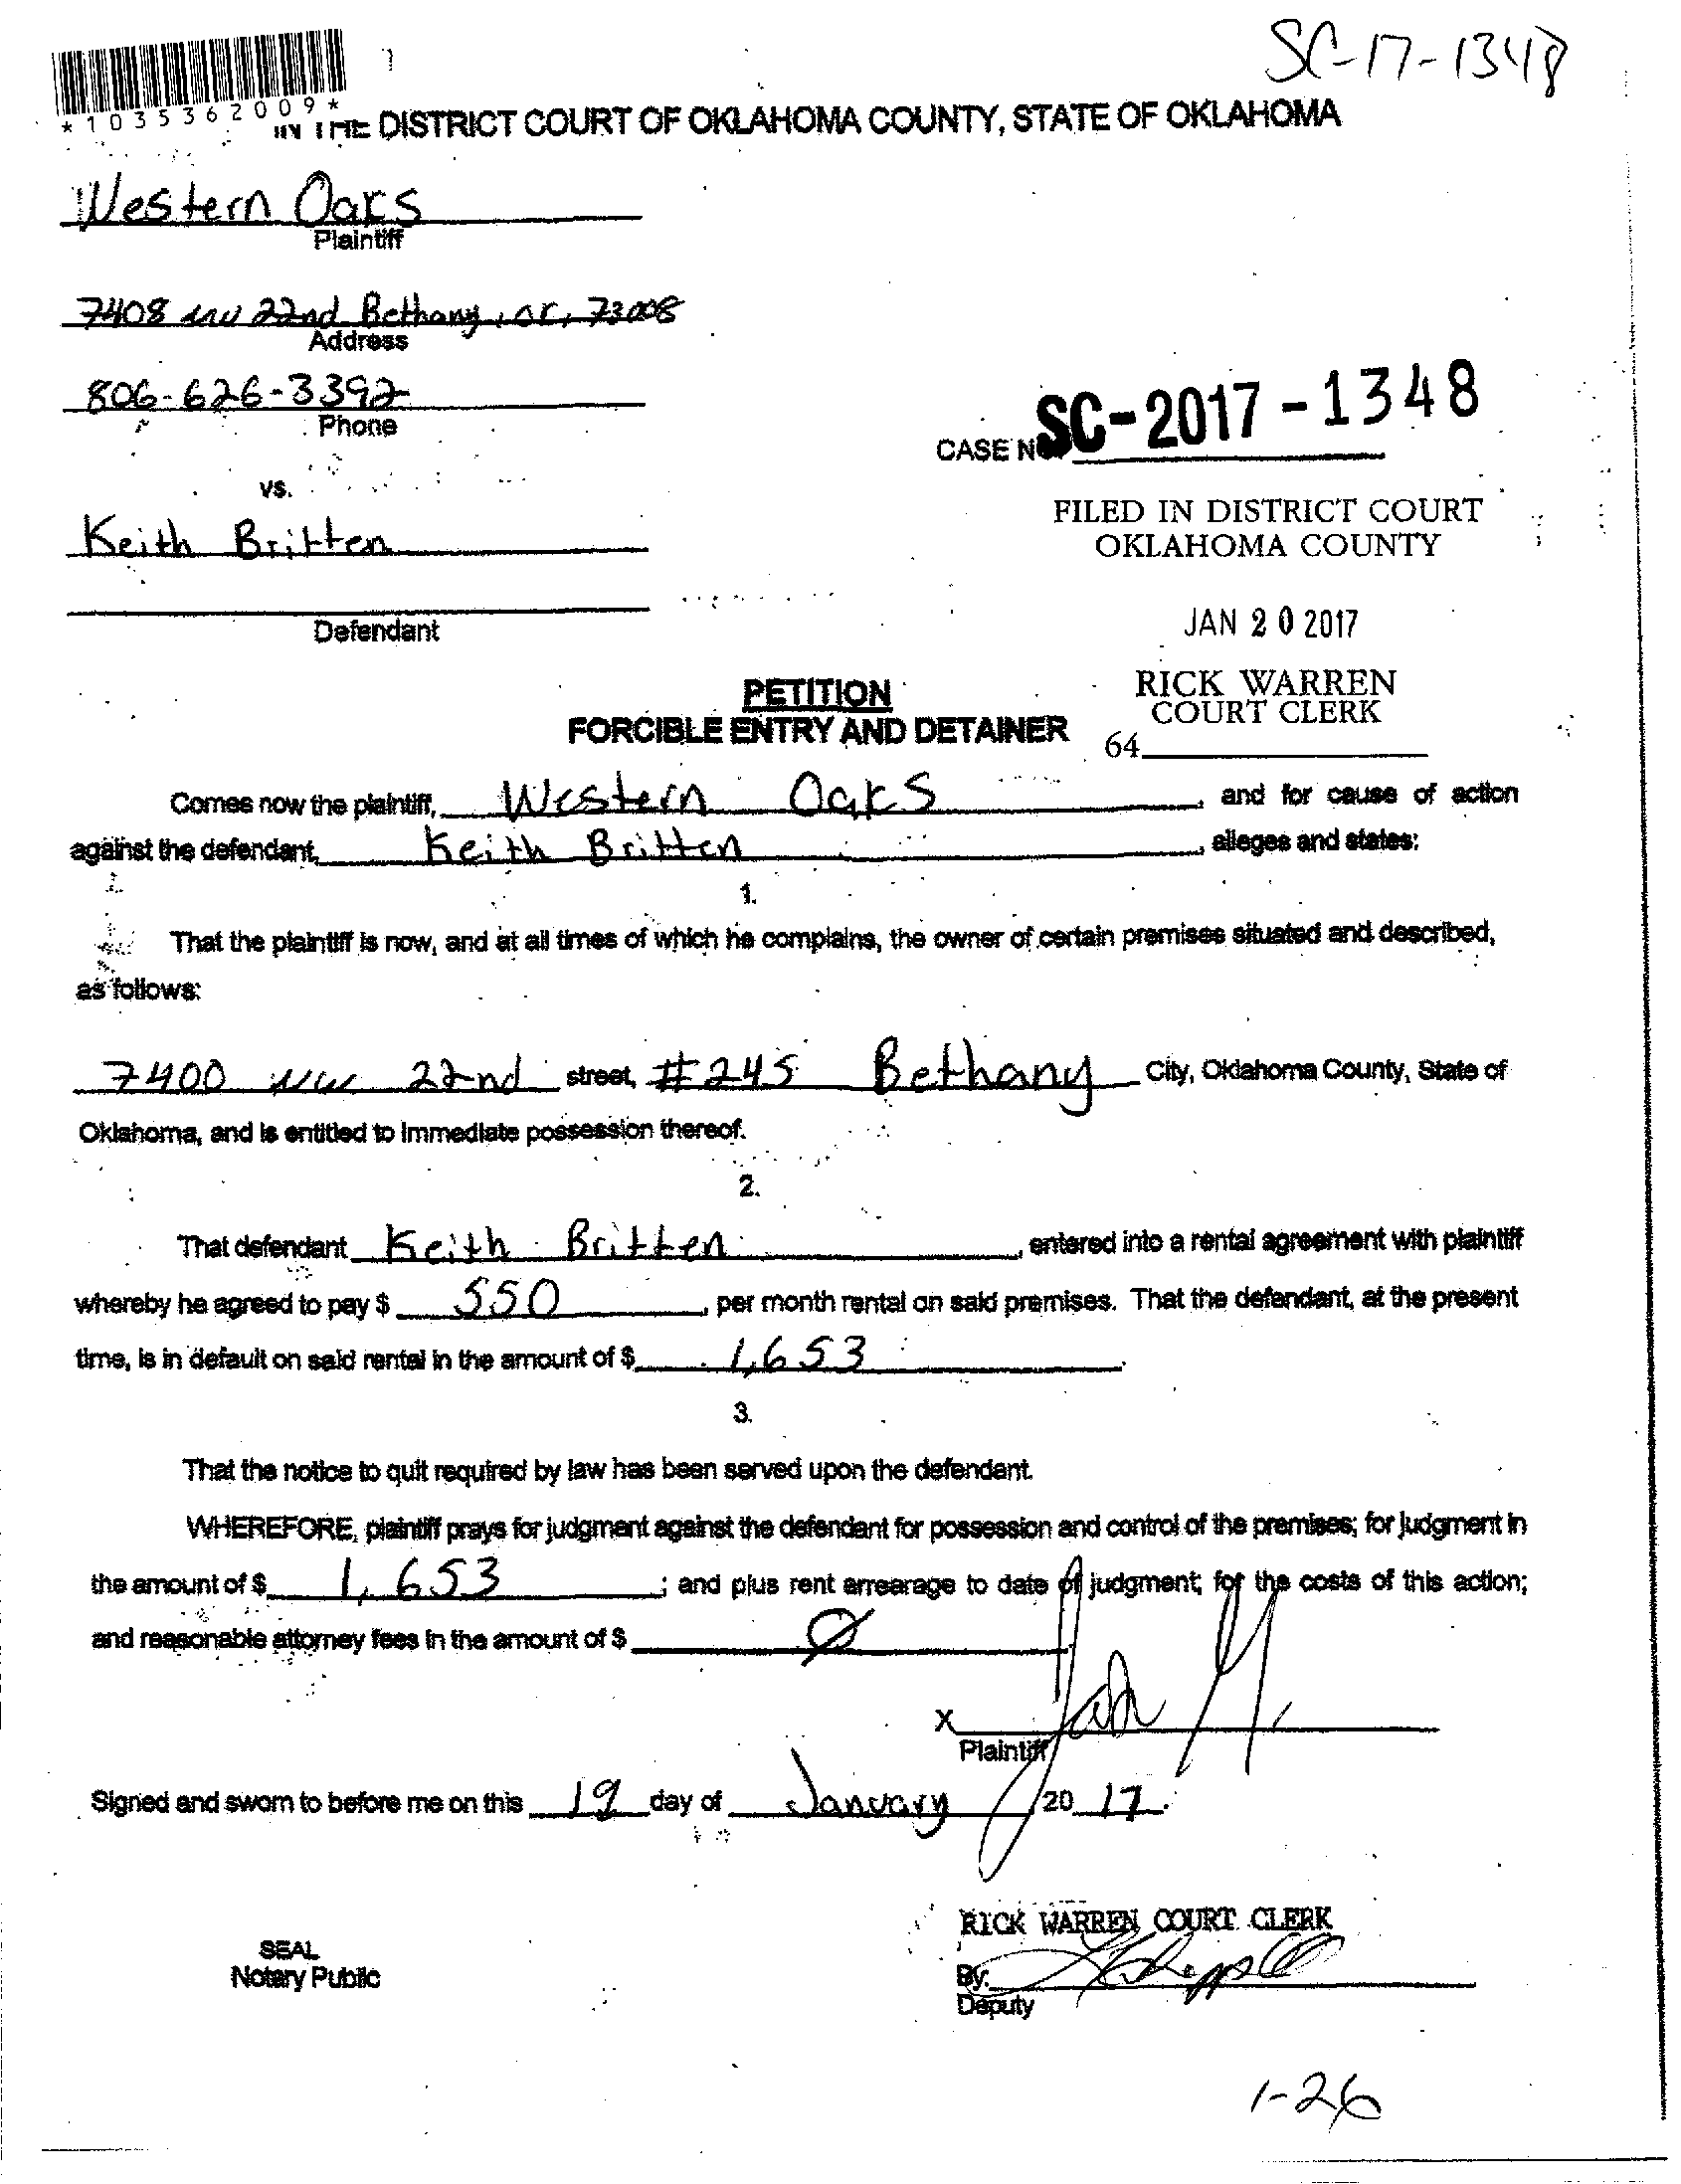 SC-17-1348
*1035362009*
IN THE DISTRICT COURT OF OKLAHOMA COUNTY, STATE OF OKLAHOMA
Western Oaks
Plaintiff
7408 NW 22nd Bethany, OK, 73008
Address
806-626-3392
Phone
CASE NO. SC-2017-1348
vs.
FILED IN DISTRICT COURT
OKLAHOMA COUNTY
Keith Britten
JAN 20 2017
Defendant
RICK WARREN
COURT CLERK
64
PETITION
FORCIBLE ENTRY AND DETAINER
Comes now the plaintiff, Western Oaks, and for cause of action
against the defendant, Keith Britten, alleges and states:
1.
That the plaintiff is now, and at all times of which he complains, the owner of certain premises situated and described,
as follows:
7400 NW 22nd street, #245 Bethany City, Oklahoma County, State of
Oklahoma, and is entitled to immediate possession thereof.
2.
That defendant Keith Britten, entered into a rental agreement with plaintiff
whereby he agreed to pay $ 550, per month rental on said premises. That the defendant, at the present
time, is in default on said rental in the amount of $ 1,653.
3.
That the notice to quit required by law has been served upon the defendant.
WHEREFORE, plaintiff prays for judgment against the defendant for possession and control of the premises; for judgment in
the amount of $ 1,653; and plus rent arrearage to date of judgment; for the costs of this action;
and reasonable attorney fees in the amount of $ Ø
X
Plaintiff
Signed and sworn to before me on this 19 day of January 20 17.
RICK WARREN COURT CLERK
SEAL
Notary Public
By:
Deputy
1-26